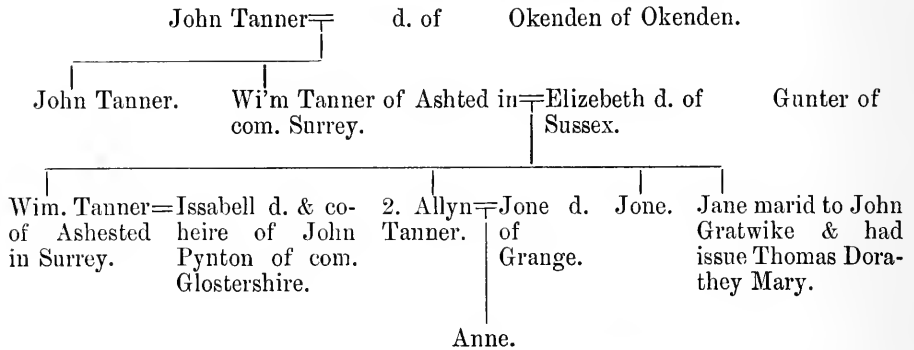 John Tanner= d. of Okenden of Okenden.
John Tanner. Wi'm Tanner of Ashted in=Elizebeth d. of Gunter of
com. Surrey. Sussex.
Wim. Tanner=Issabell d. & co- 2. Allyn=Jone d. Jone. Jane marid to John
of Ashested heire of John Tanner. of Gratwike & had
in Surrey. Pynton of com. Grange. issue Thomas Dora-
Glostershire. they Mary.
Anne.